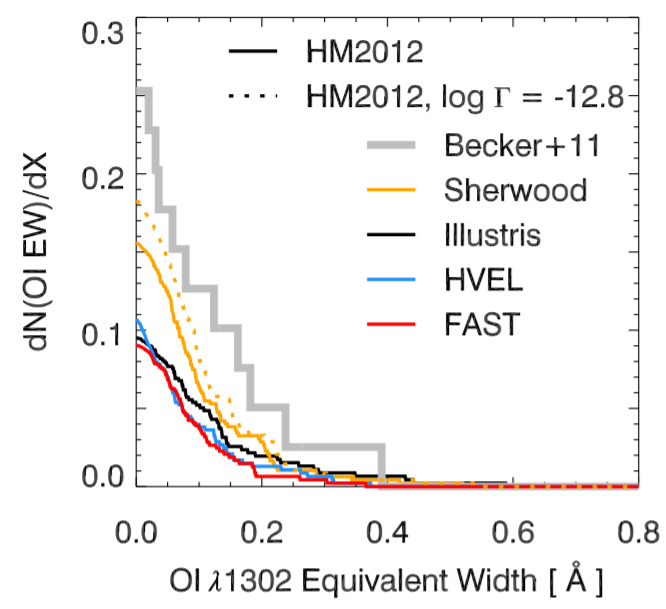 0.3
HM2012
HM2012, log Γ = -12.8
Becker+11
0.2
Sherwood
Illustris
HVEL
FAST
0.1
0.0
dN(OI EW)/dX
0.0 0.2 0.4 0.6 0.8
OI λ1302 Equivalent Width [ Å ]